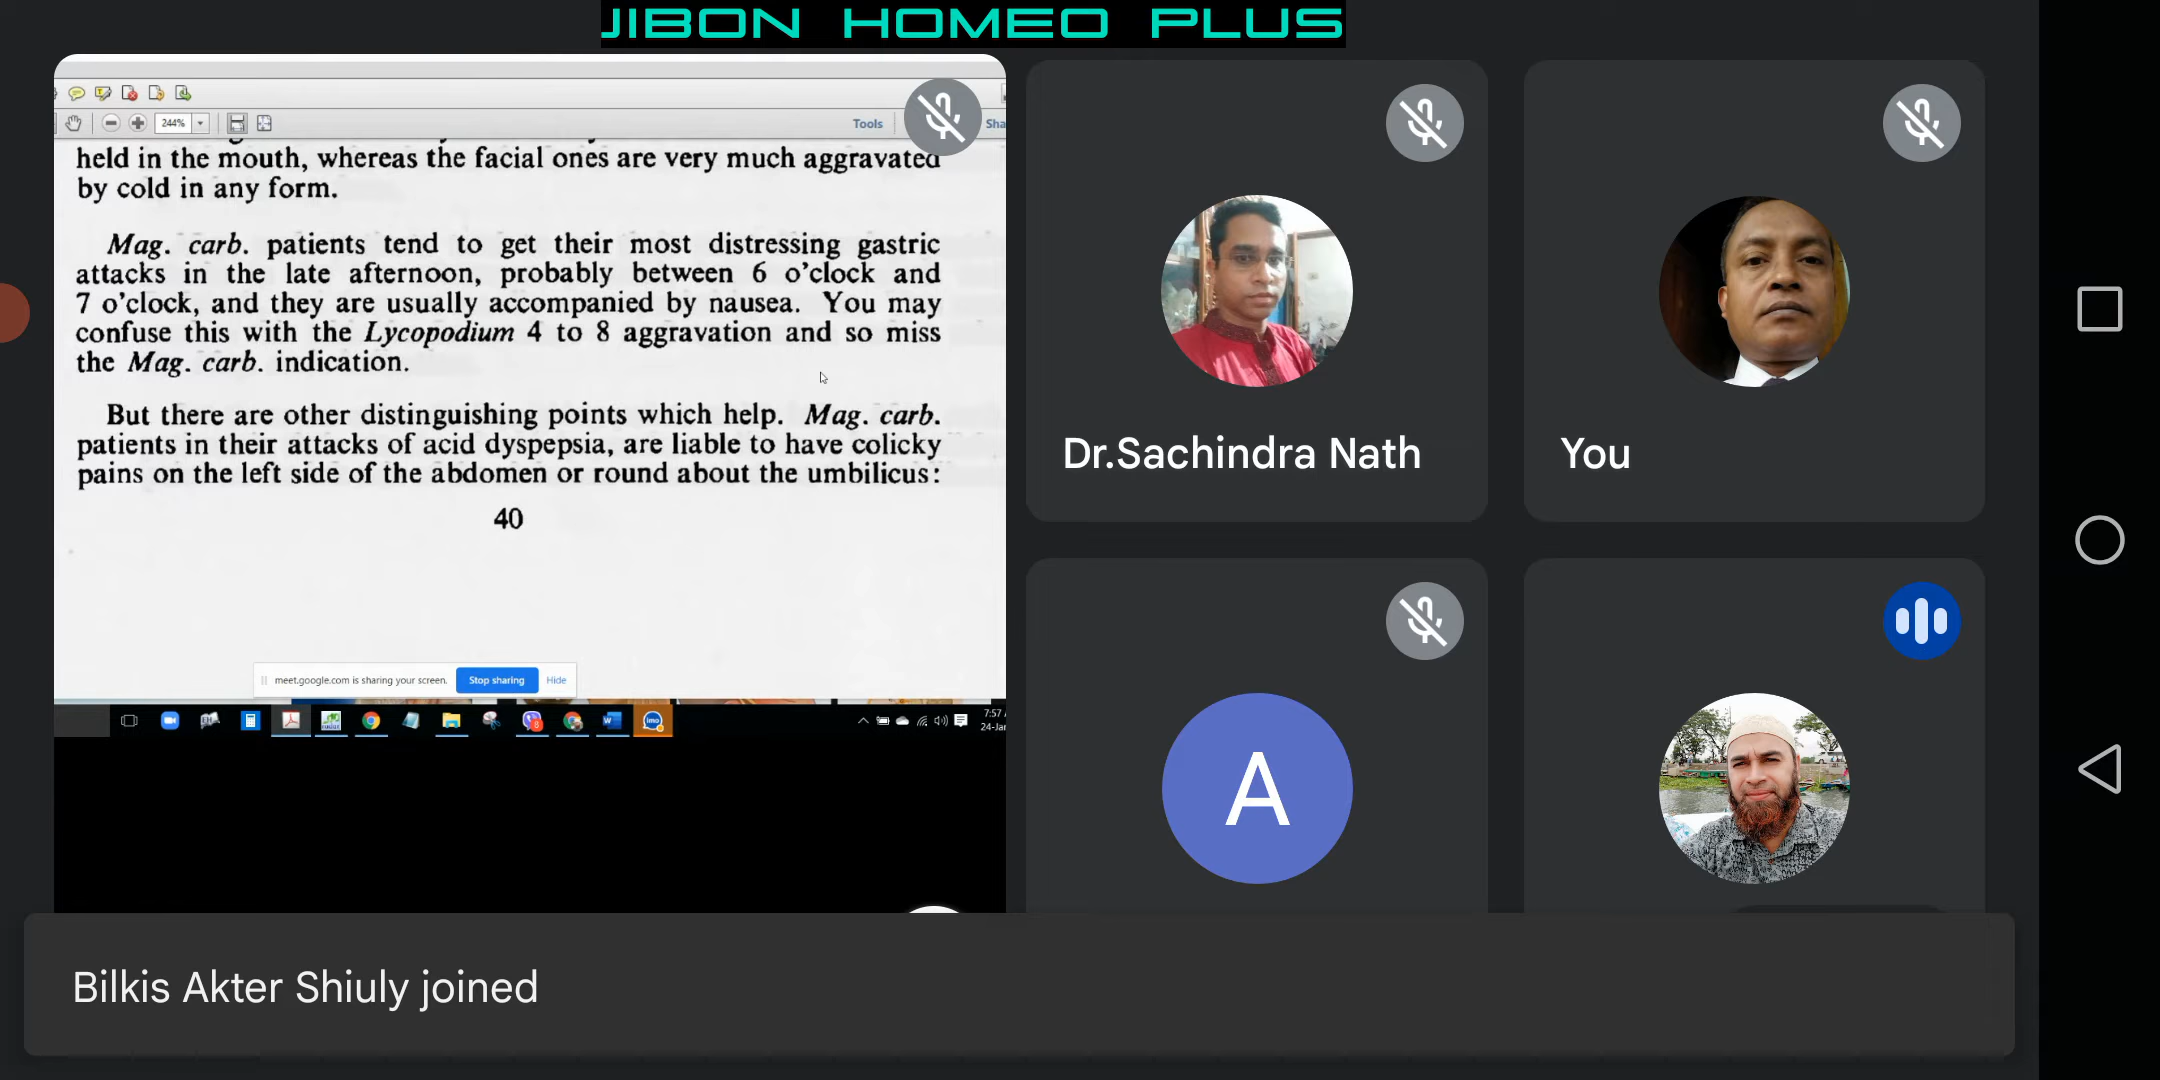 JIBON HOMEO PLUS
244%
Tools
Sha
held in the mouth, whereas the facial ones are very much aggravated
by cold in any form.
Mag. carb. patients tend to get their most distressing gastric
attacks in the late afternoon, probably between 6 o'clock and
7 o'clock, and they are usually accompanied by nausea. You may
confuse this with the Lycopodium 4 to 8 aggravation and so miss
the Mag. carb. indication.
But there are other distinguishing points which help. Mag. carb.
patients in their attacks of acid dyspepsia, are liable to have colicky
pains on the left side of the abdomen or round about the umbilicus:
40
meet.google.com is sharing your screen.
Stop sharing
Hide
7:57
24-Jan
Dr.Sachindra Nath
You
A
Bilkis Akter Shiuly joined